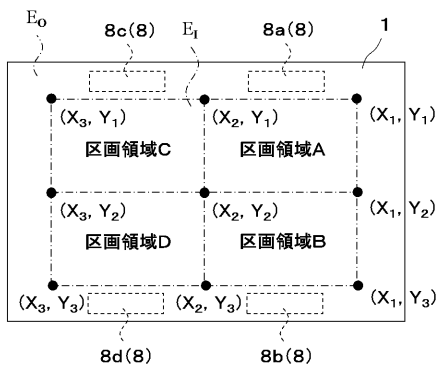 E_O 8c(8) E_I 8a(8) 1
(X₃, Y₁) (X₂, Y₁) (X₁, Y₁)
区画領域C 区画領域A
(X₃, Y₂) (X₂, Y₂) (X₁, Y₂)
区画領域D 区画領域B
(X₃, Y₃) (X₂, Y₃) (X₁, Y₃)
8d(8) 8b(8)